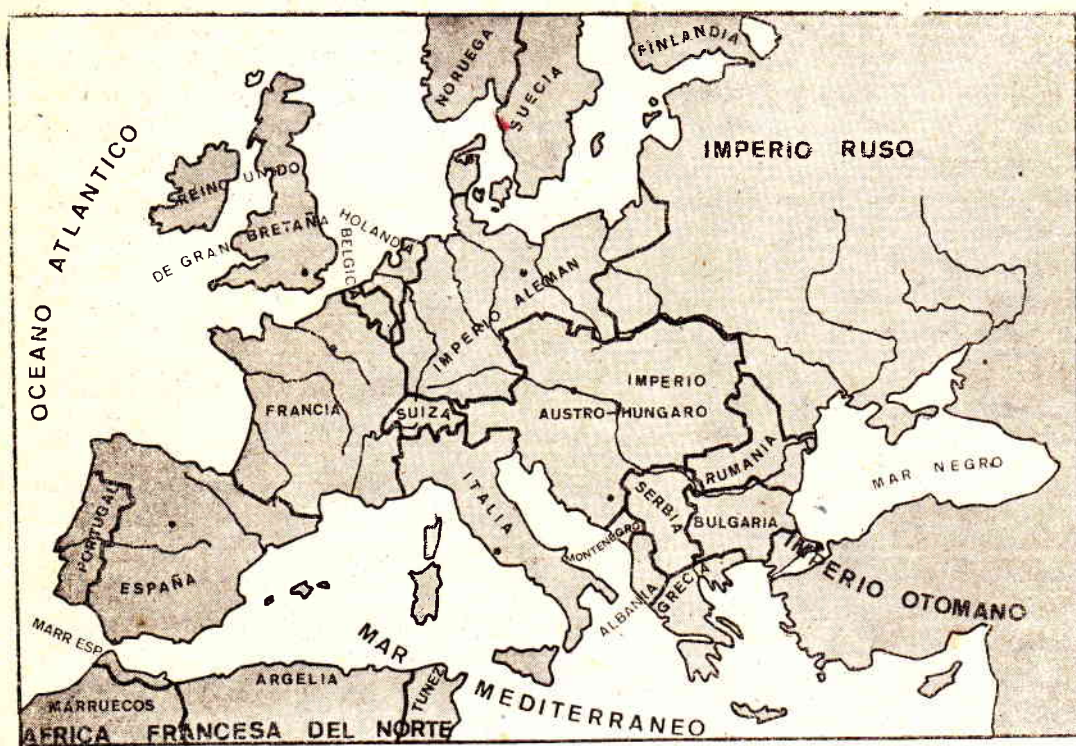 NORUEGA
SUECIA
FINLANDIA
IMPERIO RUSO
OCEANO ATLANTICO
REINO UNIDO
DE GRAN BRETAÑA
HOLANDIA
BELGIC
IMPERIO ALEMAN
FRANCIA
SUIZA
IMPERIO
AUSTRO-HUNGARO
RUMANIA
MAR NEGRO
ITALIA
SERBIA
BULGARIA
MONTENEGRO
ALBANIA
GRECIA
IMPERIO OTOMANO
PORTUGAL
ESPAÑA
MARR ESP
MAR
MEDITERRANEO
MARRUECOS
ARGELIA
TUNEZ
AFRICA FRANCESA DEL NORTE